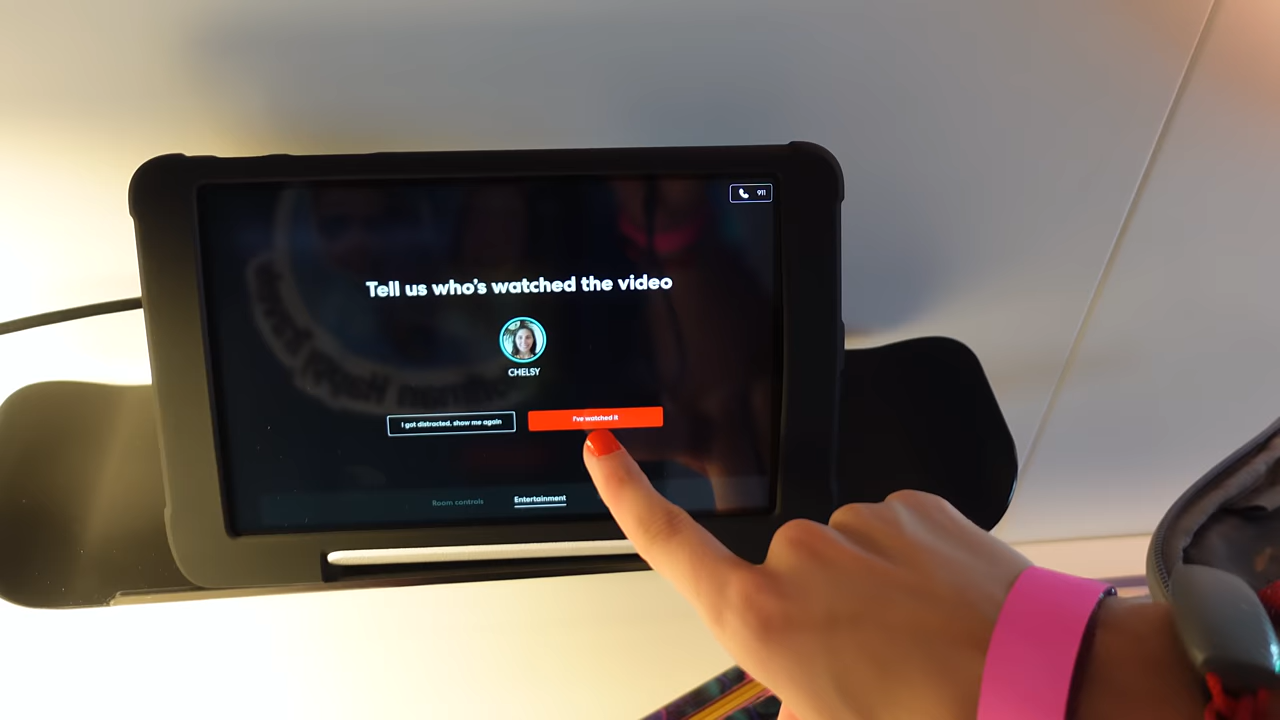 911
Tell us who's watched the video
CHELSY
I got distracted, show me again
I've watched it
Room controls
Entertainment